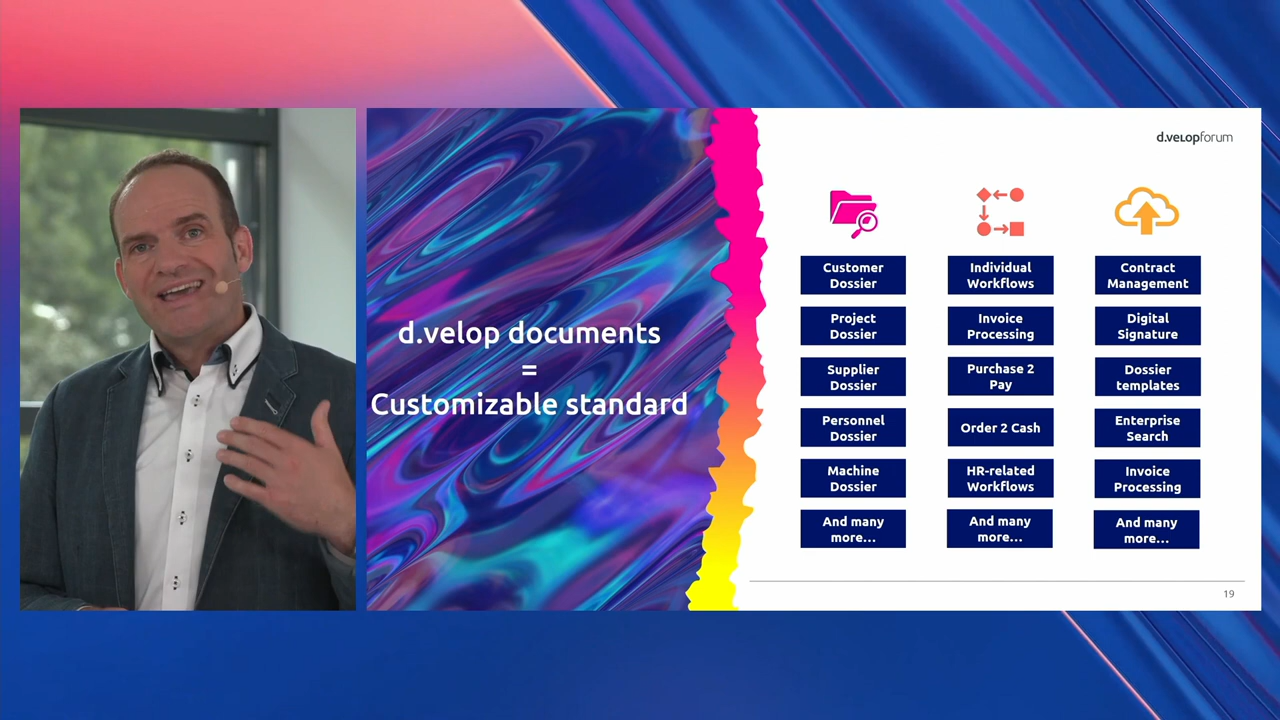 d.velopforum
d.velop documents
=
Customizable standard
Customer
Dossier
Project
Dossier
Supplier
Dossier
Personnel
Dossier
Machine
Dossier
And many
more...
Individual
Workflows
Invoice
Processing
Purchase 2
Pay
Order 2 Cash
HR-related
Workflows
And many
more...
Contract
Management
Digital
Signature
Dossier
templates
Enterprise
Search
Invoice
Processing
And many
more...
19